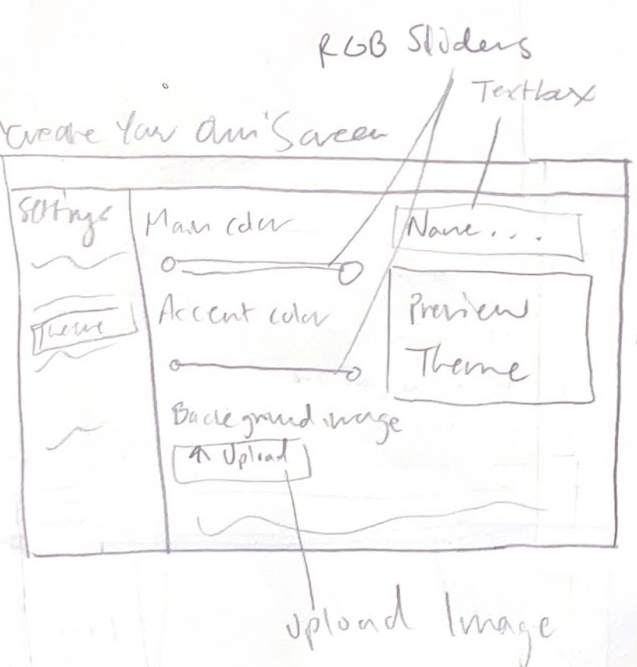 RGB Sliders
Textbox
Create Your Own Screen
Settings
Main color
Name...
Theme
Accent color
Preview
Theme
Background image
↑ Upload
Upload Image